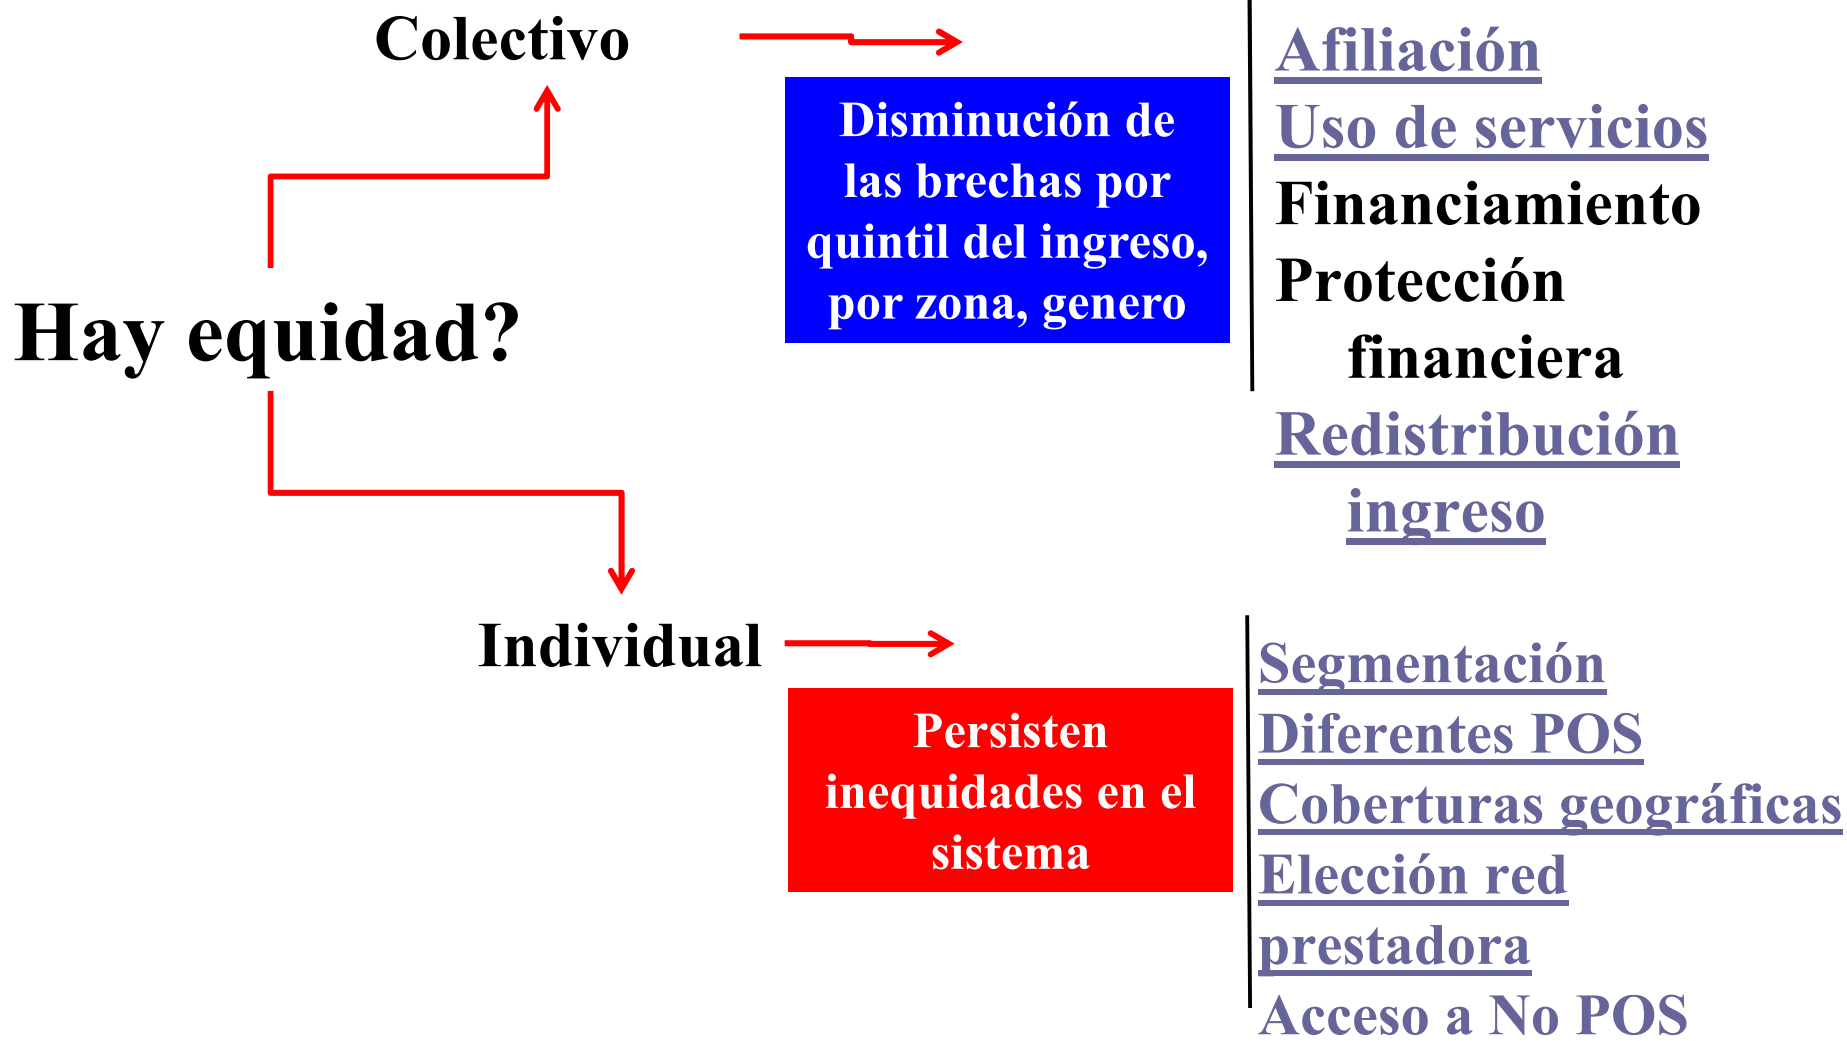 Colectivo
Disminución de
las brechas por
quintil del ingreso,
por zona, genero
Afiliación
Uso de servicios
Financiamiento
Protección
financiera
Redistribución
ingreso
Hay equidad?
Individual
Persisten
inequidades en el
sistema
Segmentación
Diferentes POS
Coberturas geográficas
Elección red
prestadora
Acceso a No POS